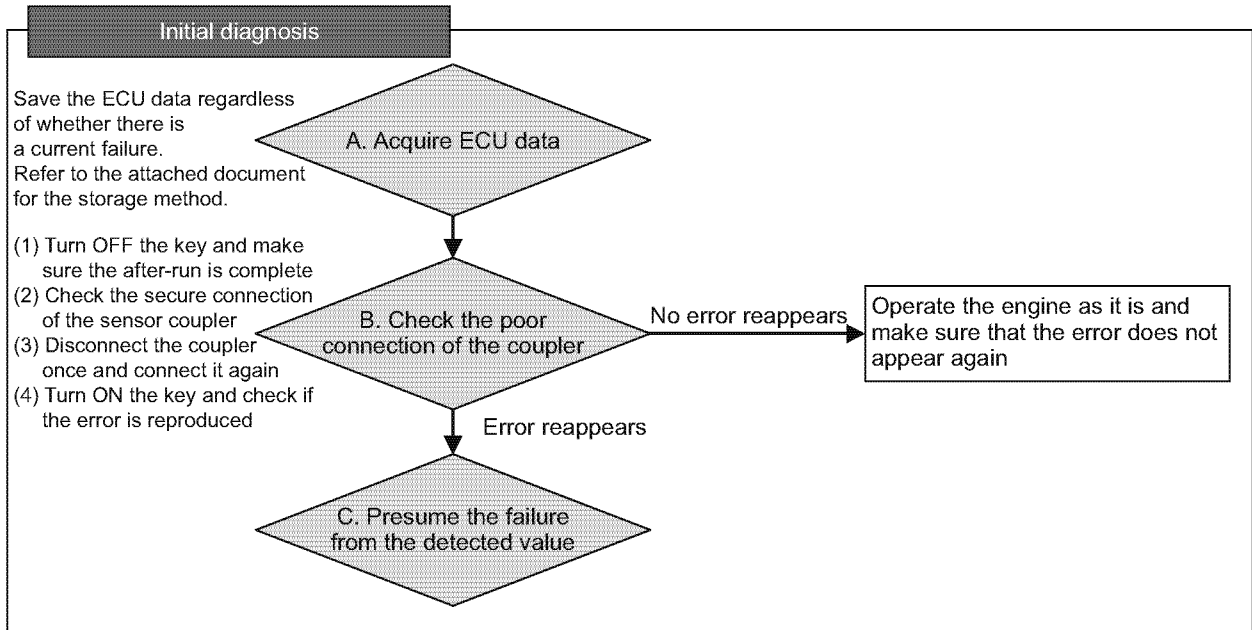 Initial diagnosis
Save the ECU data regardless
of whether there is
a current failure.
Refer to the attached document
for the storage method.
A. Acquire ECU data
(1) Turn OFF the key and make
sure the after-run is complete
(2) Check the secure connection
of the sensor coupler
(3) Disconnect the coupler
once and connect it again
(4) Turn ON the key and check if
the error is reproduced
B. Check the poor
connection of the coupler
No error reappears
Operate the engine as it is and
make sure that the error does not
appear again
Error reappears
C. Presume the failure
from the detected value